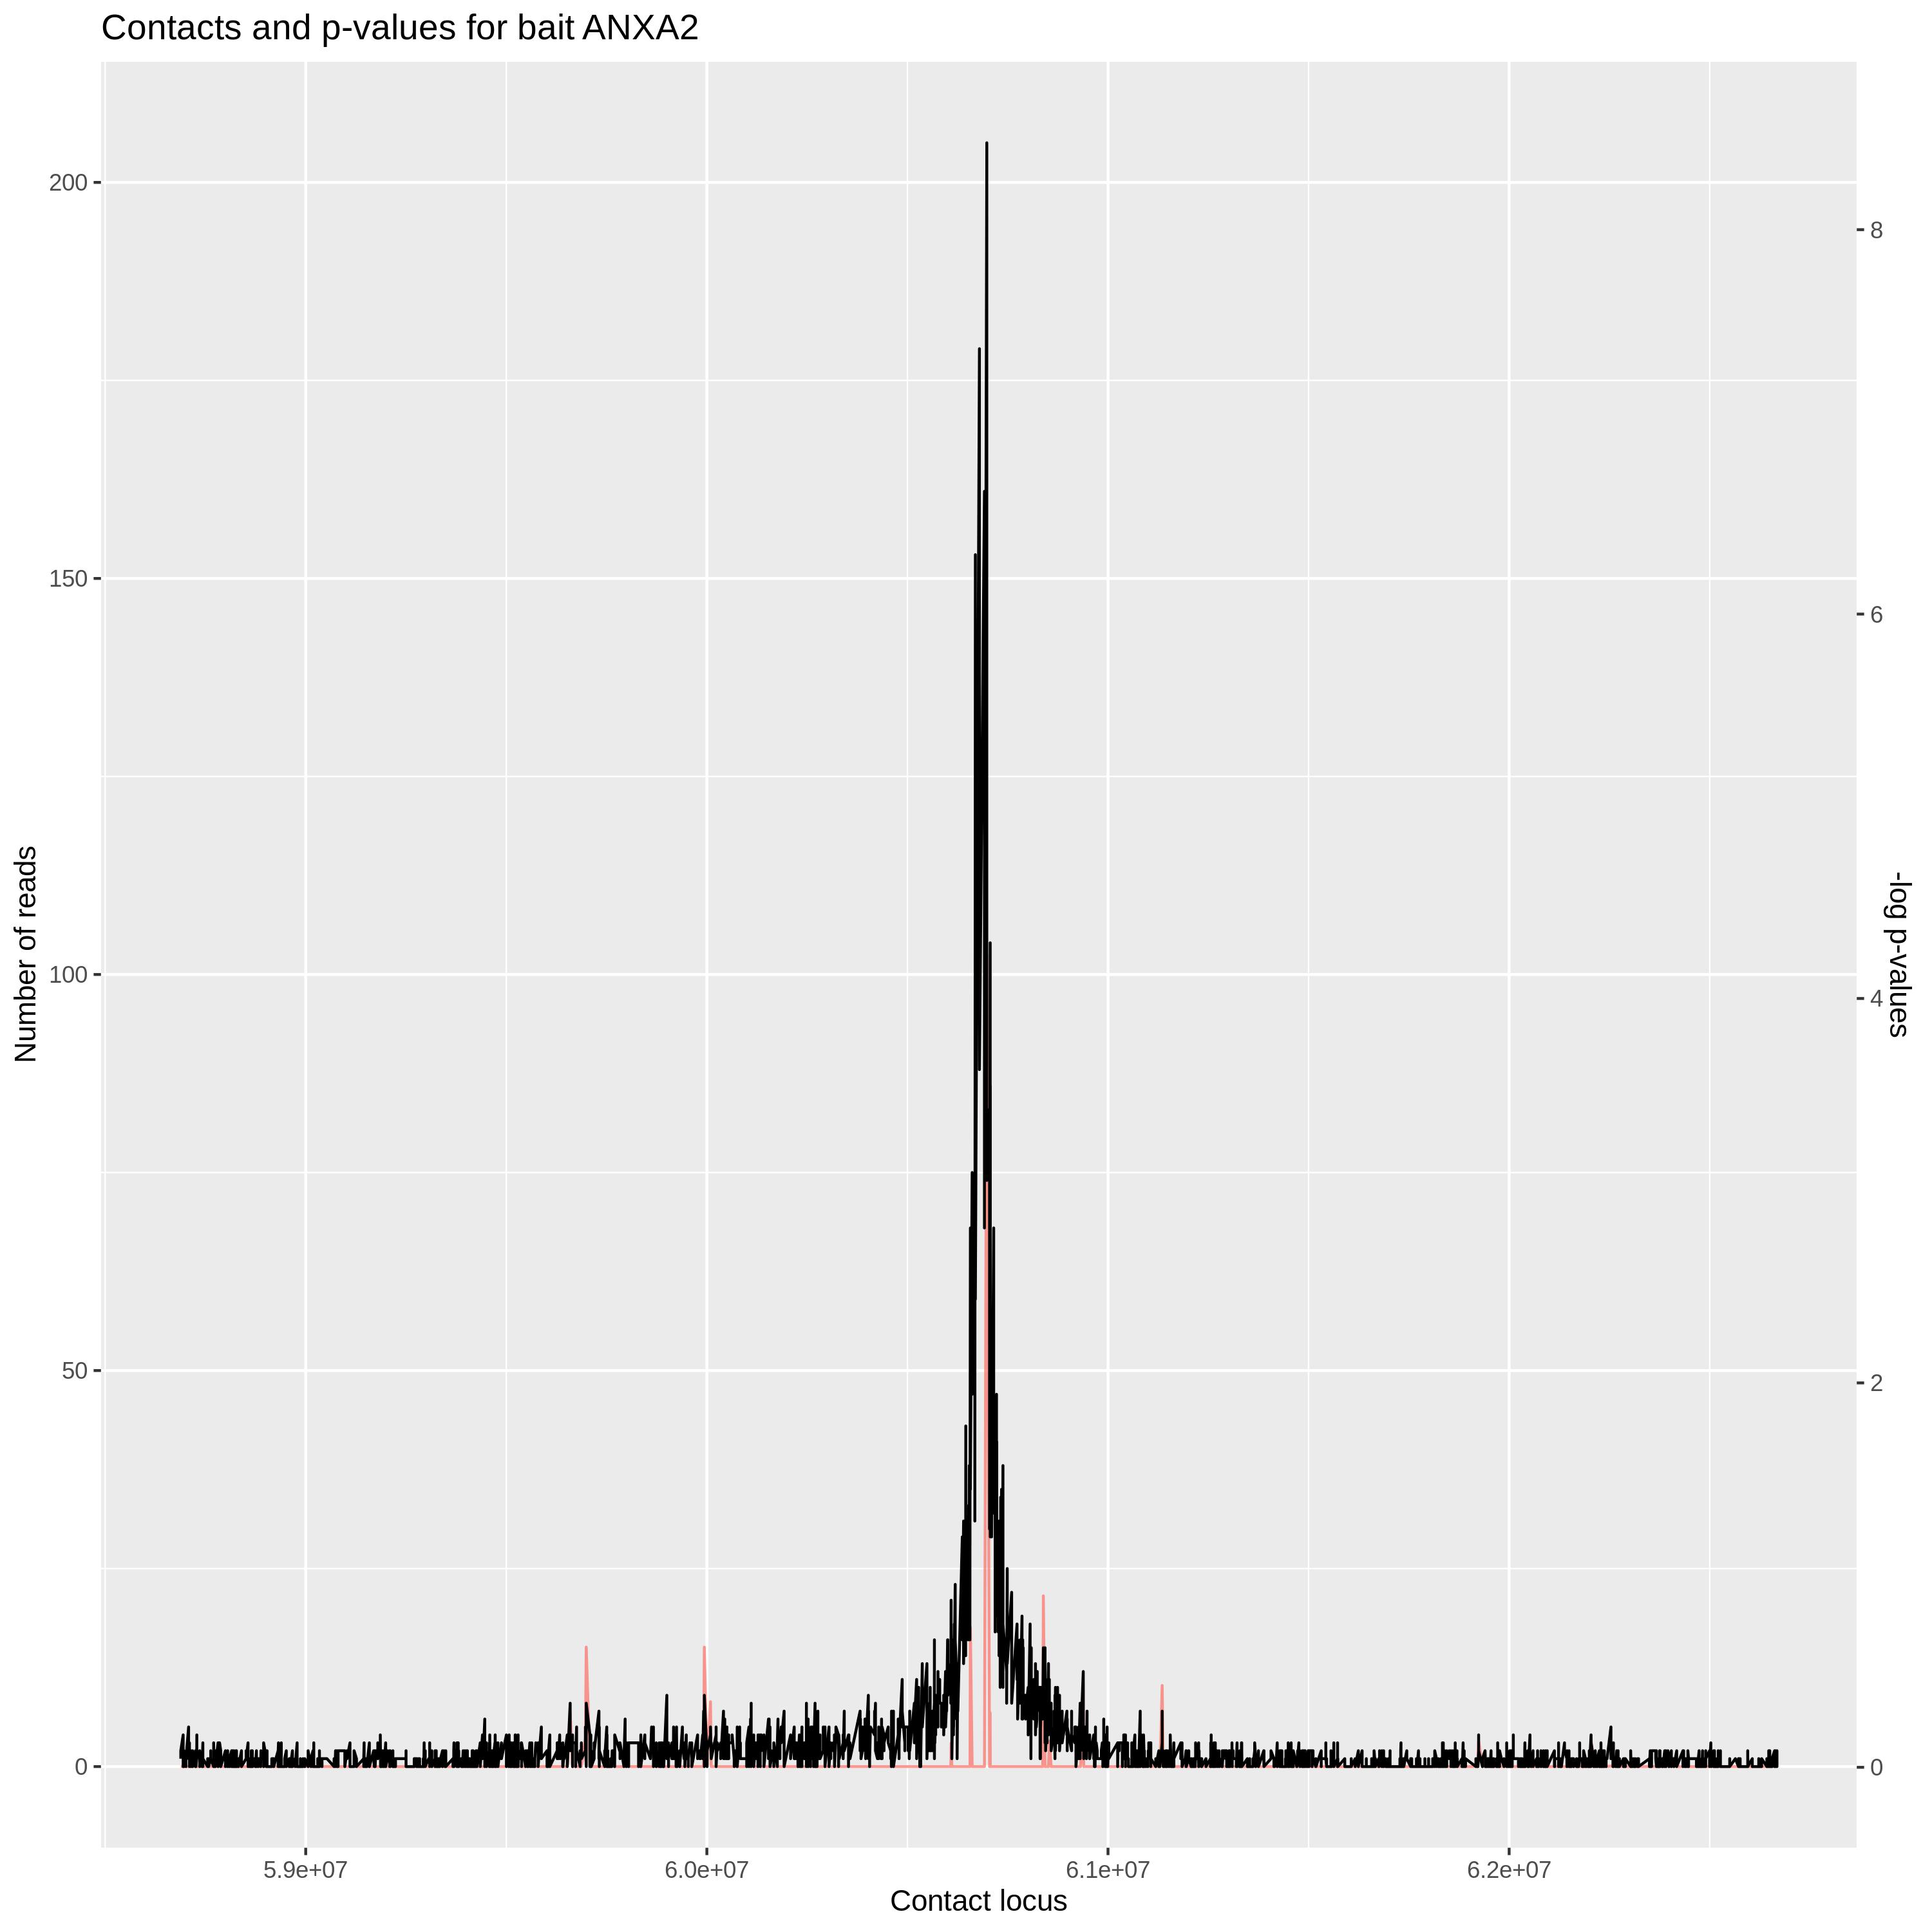 Contacts and p-values for bait ANXA2
200
150
100
50
0
Number of reads
8
6
4
2
0
-log p-values
5.9e+07
6.0e+07
6.1e+07
6.2e+07
Contact locus